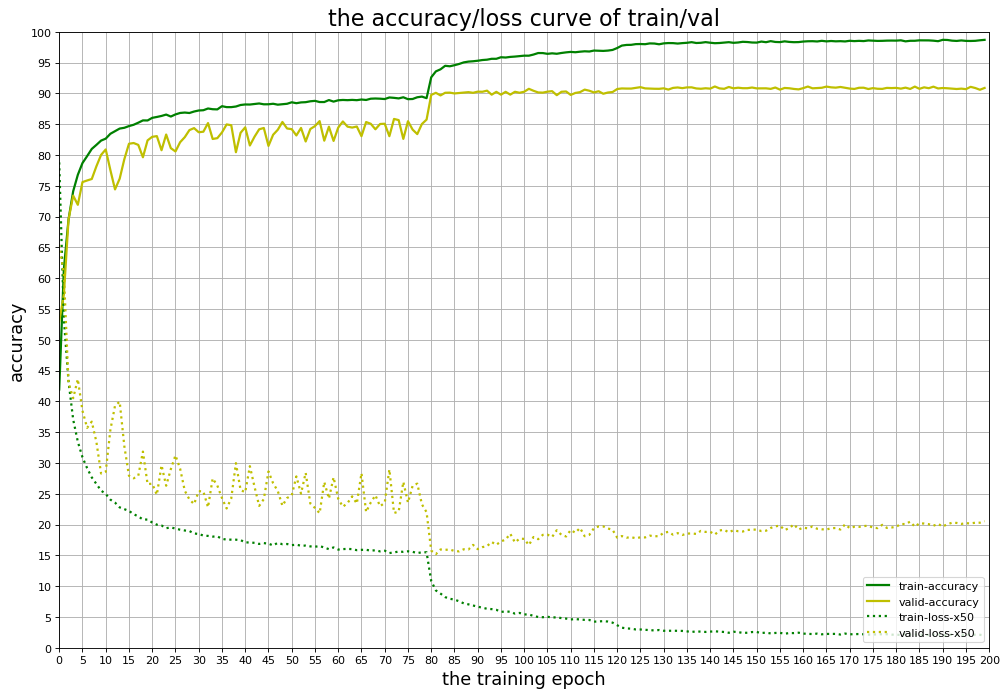 the accuracy/loss curve of train/val
100
95
90
85
80
75
70
65
60
55
50
45
40
35
30
25
20
15
10
5
0
accuracy
train-accuracy
valid-accuracy
train-loss-x50
valid-loss-x50
0 5 10 15 20 25 30 35 40 45 50 55 60 65 70 75 80 85 90 95 100 105 110 115 120 125 130 135 140 145 150 155 160 165 170 175 180 185 190 195 200
the training epoch